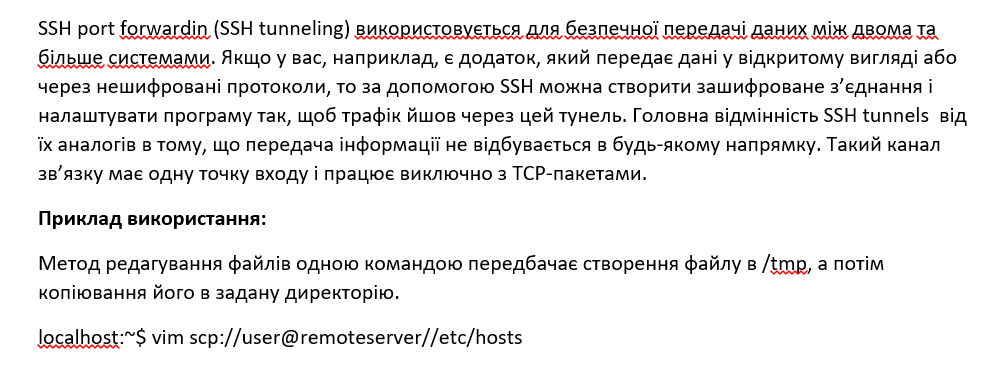 SSH port forwardin (SSH tunneling) використовується для безпечної передачі даних між двома та
більше системами. Якщо у вас, наприклад, є додаток, який передає дані у відкритому вигляді або
через нешифровані протоколи, то за допомогою SSH можна створити зашифроване з’єднання і
налаштувати програму так, щоб трафік йшов через цей тунель. Головна відмінність SSH tunnels  від
їх аналогів в тому, що передача інформації не відбувається в будь-якому напрямку. Такий канал
зв’язку має одну точку входу і працює виключно з TCP-пакетами.
Приклад використання:
Метод редагування файлів одною командою передбачає створення файлу в /tmp, а потім
копіювання його в задану директорію.
localhost:~$ vim scp://user@remoteserver//etc/hosts